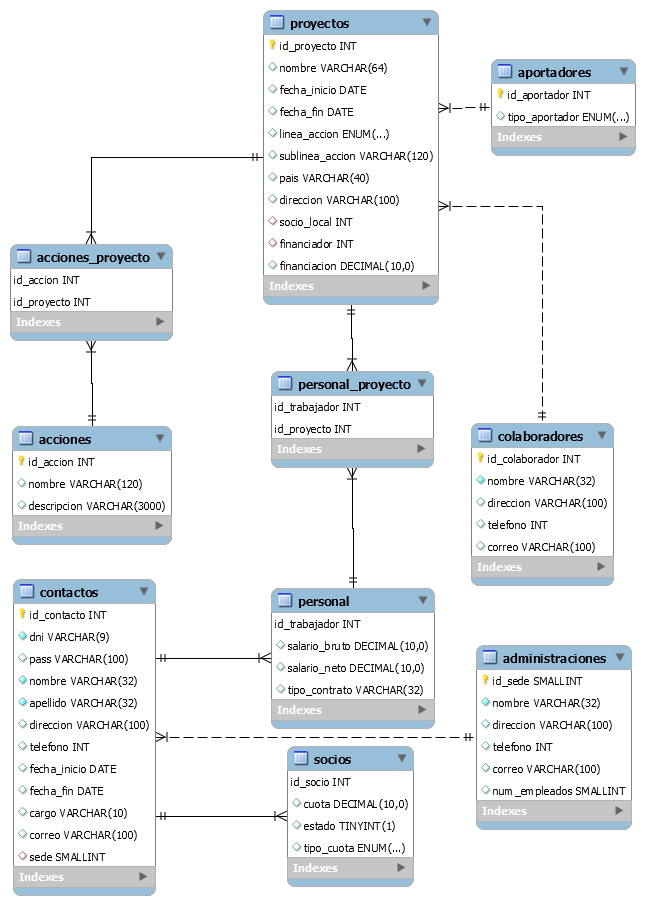 proyectos
id_proyecto INT
nombre VARCHAR(64)
fecha_inicio DATE
fecha_fin DATE
linea_accion ENUM(...)
sublinea_accion VARCHAR(120)
pais VARCHAR(40)
direccion VARCHAR(100)
socio_local INT
financiador INT
financiacion DECIMAL(10,0)
Indexes
aportadores
id_aportador INT
tipo_aportador ENUM(...)
Indexes
acciones_proyecto
id_accion INT
id_proyecto INT
Indexes
personal_proyecto
id_trabajador INT
id_proyecto INT
Indexes
acciones
id_accion INT
nombre VARCHAR(120)
descripcion VARCHAR(3000)
Indexes
colaboradores
id_colaborador INT
nombre VARCHAR(32)
direccion VARCHAR(100)
telefono INT
correo VARCHAR(100)
Indexes
contactos
id_contacto INT
dni VARCHAR(9)
pass VARCHAR(100)
nombre VARCHAR(32)
apellido VARCHAR(32)
direccion VARCHAR(100)
telefono INT
fecha_inicio DATE
fecha_fin DATE
cargo VARCHAR(10)
correo VARCHAR(100)
sede SMALLINT
Indexes
personal
id_trabajador INT
salario_bruto DECIMAL(10,0)
salario_neto DECIMAL(10,0)
tipo_contrato VARCHAR(32)
Indexes
administraciones
id_sede SMALLINT
nombre VARCHAR(32)
direccion VARCHAR(100)
telefono INT
correo VARCHAR(100)
num_empleados SMALLINT
Indexes
socios
id_socio INT
cuota DECIMAL(10,0)
estado TINYINT(1)
tipo_cuota ENUM(...)
Indexes